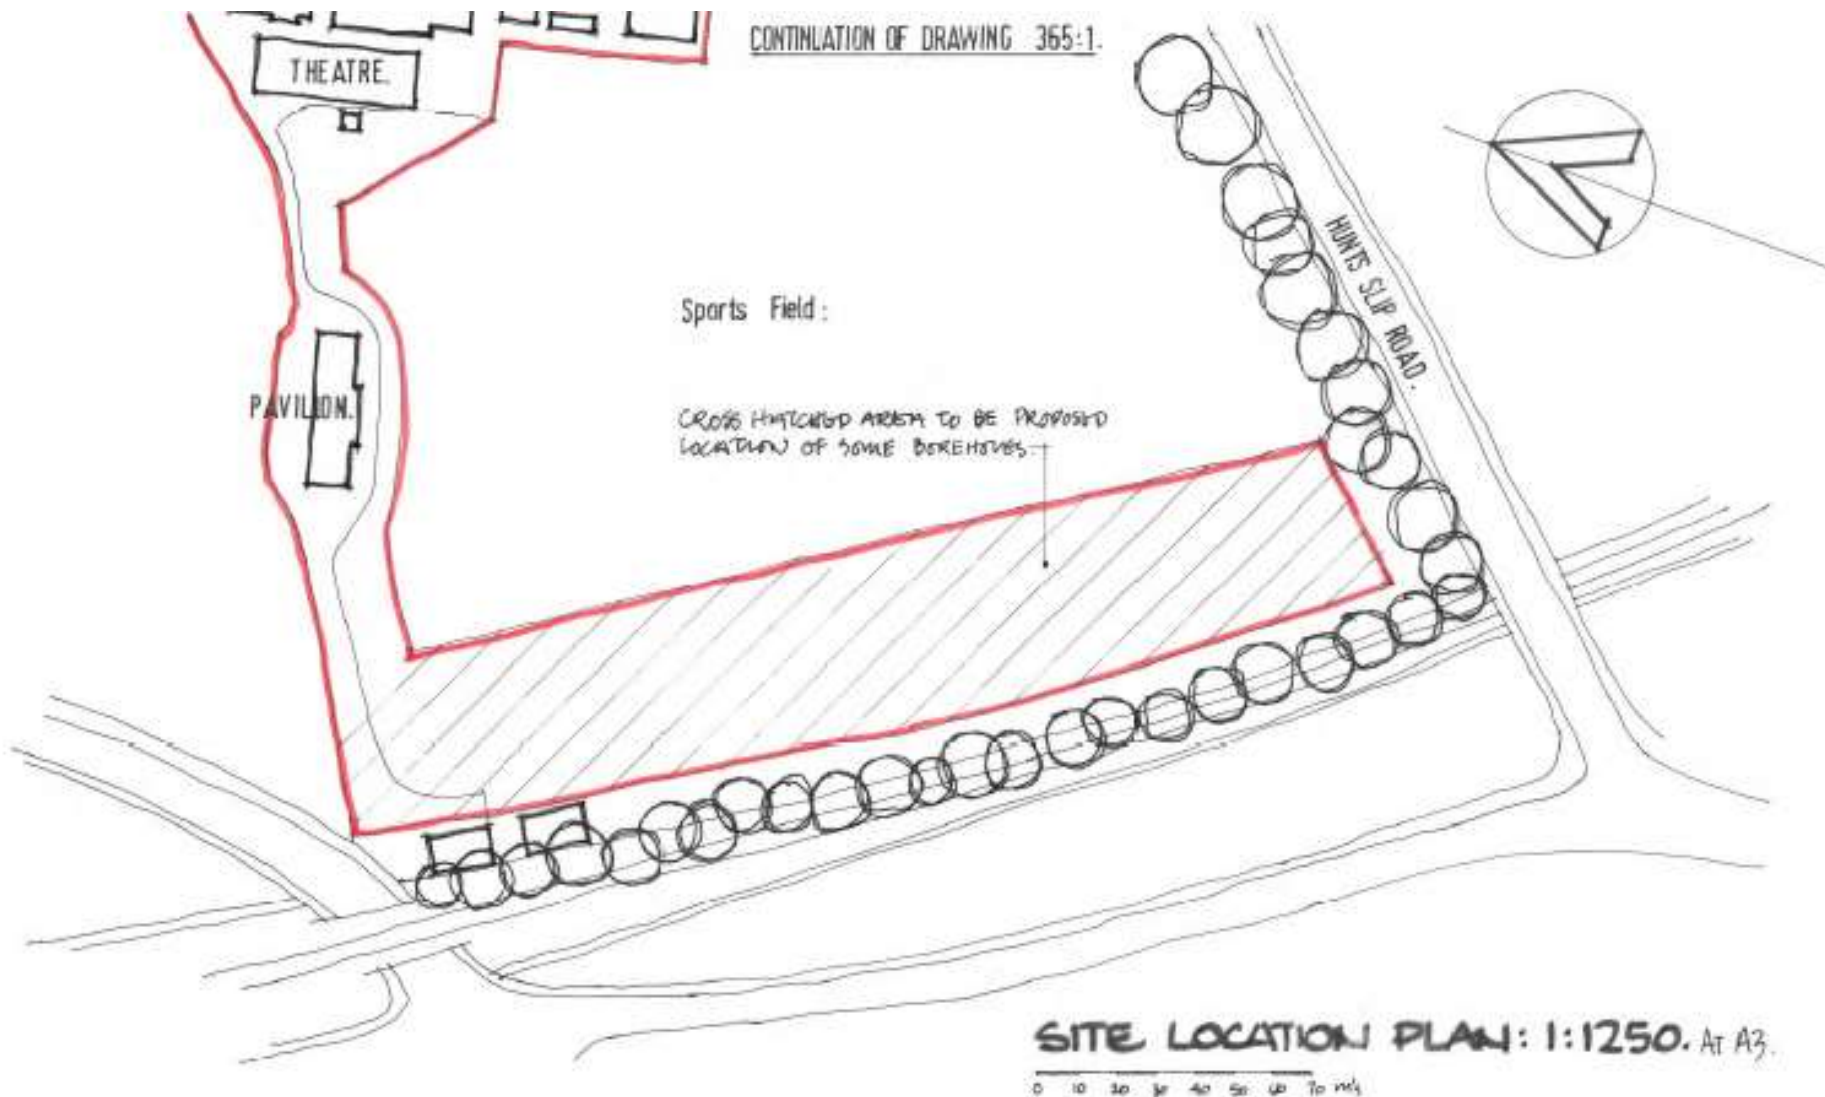 CONTINUATION OF DRAWING 365:1.
THEATRE.
HUNTS SLIP ROAD.
Sports Field:
PAVILION.
CROSS HATCHED AREA TO BE PROPOSED
LOCATION OF SOME BOREHOLES
SITE LOCATION PLAN: 1:1250. AT A3.
0 10 20 30 40 50 60 70 m's